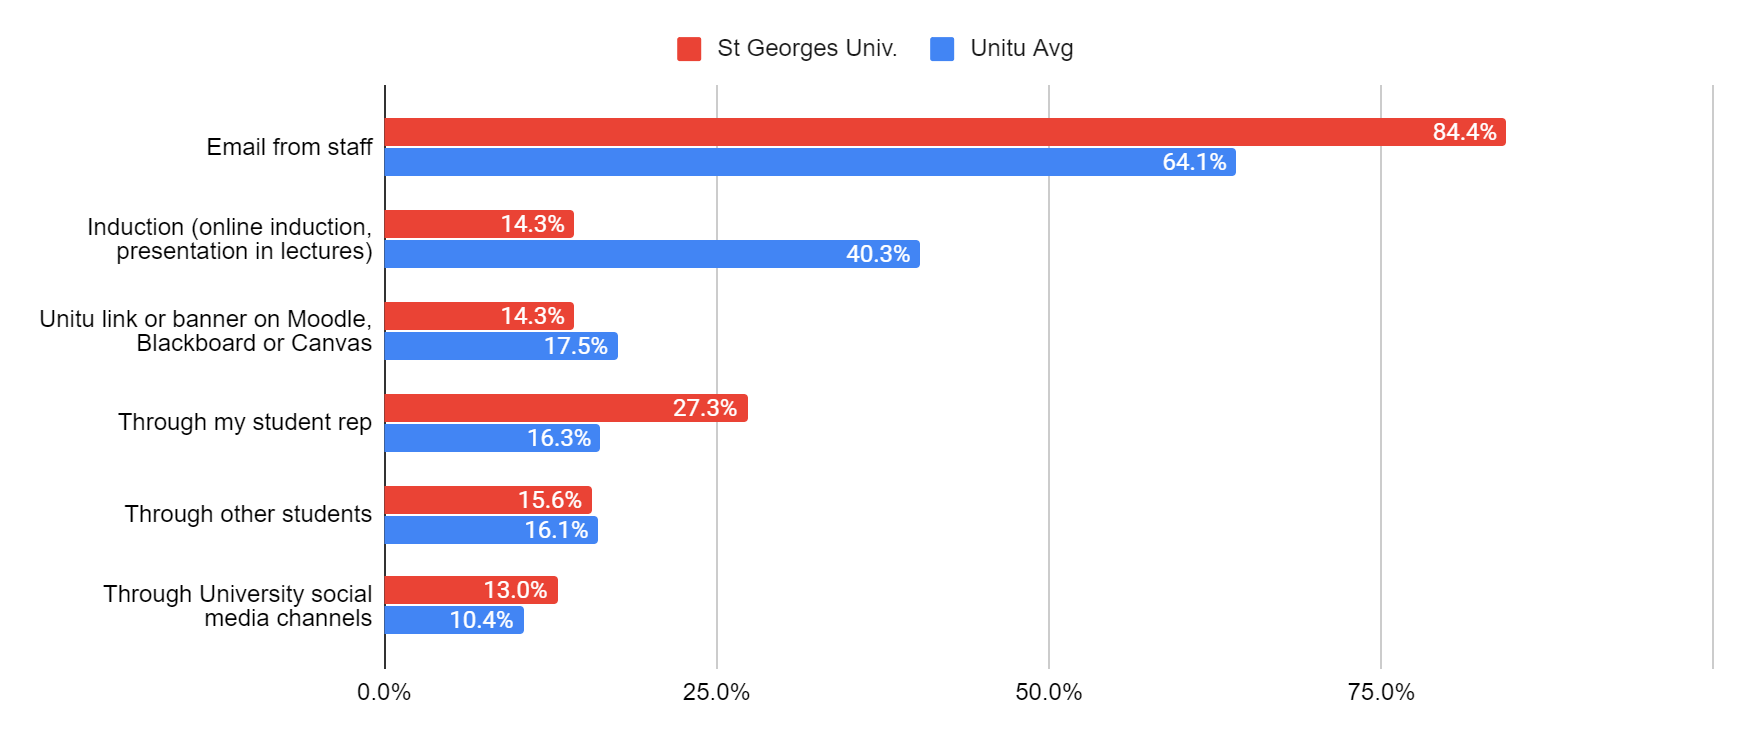 St Georges Univ. Unitu Avg
Email from staff
84.4%
64.1%
Induction (online induction,
presentation in lectures)
14.3%
40.3%
Unitu link or banner on Moodle,
Blackboard or Canvas
14.3%
17.5%
Through my student rep
27.3%
16.3%
Through other students
15.6%
16.1%
Through University social
media channels
13.0%
10.4%
0.0% 25.0% 50.0% 75.0%